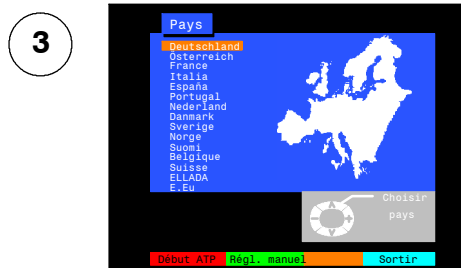 3
Pays
Deutschland
Österreich
France
Italia
España
Portugal
Nederland
Danmark
Sverige
Norge
Suomi
Belgique
Suisse
ELLADA
E.Eu
Choisir
pays
Début ATP Régl. manuel Sortir